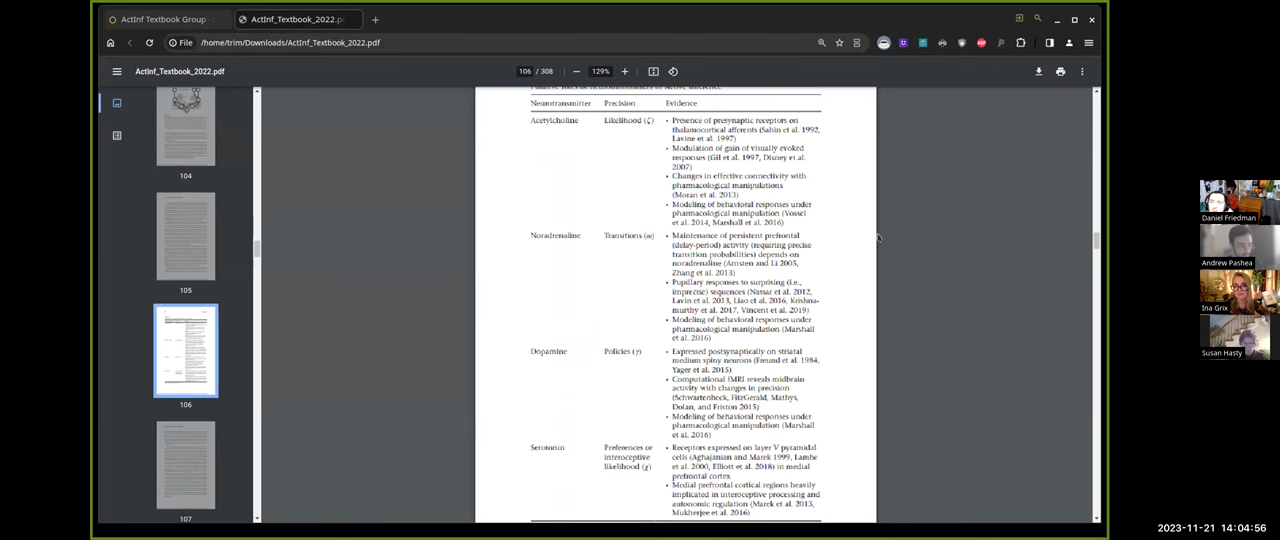 ActInf Textbook Group -
ActInf_Textbook_2022.pdf
File /home/trim/Downloads/ActInf_Textbook_2022.pdf
ActInf_Textbook_2022.pdf
106 / 308
129%
Putative roles of neurotransmitters in Active Inference
Neurotransmitter Precision Evidence
Acetylcholine Likelihood (ζ) • Presence of presynaptic receptors on
thalamocortical afferents (Sahin et al. 1992,
Lavine et al. 1997)
• Modulation of gain of visually evoked
responses (Gil et al. 1997, Disney et al.
2007)
• Changes in effective connectivity with
pharmacological manipulations
(Moran et al. 2013)
• Modeling of behavioral responses under
pharmacological manipulation (Vossel
et al. 2014, Marshall et al. 2016)
Noradrenaline Transitions (ω) • Maintenance of persistent prefrontal
(delay-period) activity (requiring precise
transition probabilities) depends on
noradrenaline (Arnsten and Li 2005,
Zhang et al. 2013)
• Pupillary responses to surprising (i.e.,
imprecise) sequences (Nassar et al. 2012,
Lavin et al. 2013, Liao et al. 2016, Krishna-
murthy et al. 2017, Vincent et al. 2019)
• Modeling of behavioral responses under
pharmacological manipulation (Marshall
et al. 2016)
Dopamine Policies (γ) • Expressed postsynaptically on striatal
medium spiny neurons (Freund et al. 1984,
Yager et al. 2015)
• Computational fMRI reveals midbrain
activity with changes in precision
(Schwartenbeck, FitzGerald, Mathys,
Dolan, and Friston 2015)
• Modeling of behavioral responses under
pharmacological manipulation (Marshall
et al. 2016)
Serotonin Preferences or
interoceptive
likelihood (χ)
• Receptors expressed on layer V pyramidal
cells (Aghajanian and Marek 1999, Lambe
et al. 2000, Elliott et al. 2018) in medial
prefrontal cortex
• Medial prefrontal cortical regions heavily
implicated in interoceptive processing and
autonomic regulation (Marek et al. 2013,
Mukherjee et al. 2016)
104
105
106
107
Daniel Friedman
Andrew Pashea
Ina Grix
Susan Hasty
2023-11-21 14:04:56